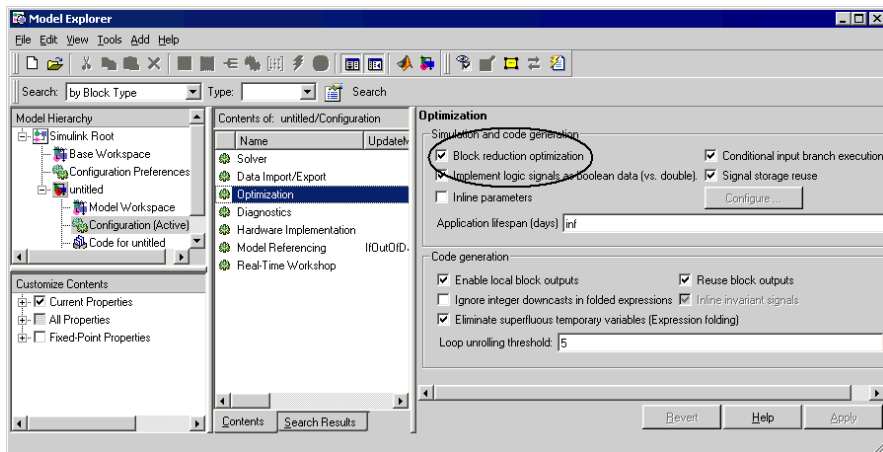 Model Explorer
File Edit View Tools Add Help
Search: by Block Type Type: Search
Model Hierarchy
Simulink Root
Base Workspace
Configuration Preferences
untitled
Model Workspace
Configuration (Active)
Code for untitled
Customize Contents
Current Properties
All Properties
Fixed-Point Properties
Contents of: untitled/Configuration
Name
Solver
Data Import/Export
Optimization
Diagnostics
Hardware Implementation
Model Referencing IfOutOfD.
Real-Time Workshop
Contents Search Results
Optimization
Simulation and code generation
Block reduction optimization Conditional input branch execution
Implement logic signals as boolean data (vs. double). Signal storage reuse
Inline parameters Configure ...
Application lifespan (days) inf
Code generation
Enable local block outputs Reuse block outputs
Ignore integer downcasts in folded expressions Inline invariant signals
Eliminate superfluous temporary variables (Expression folding)
Loop unrolling threshold: 5
Revert Help Apply